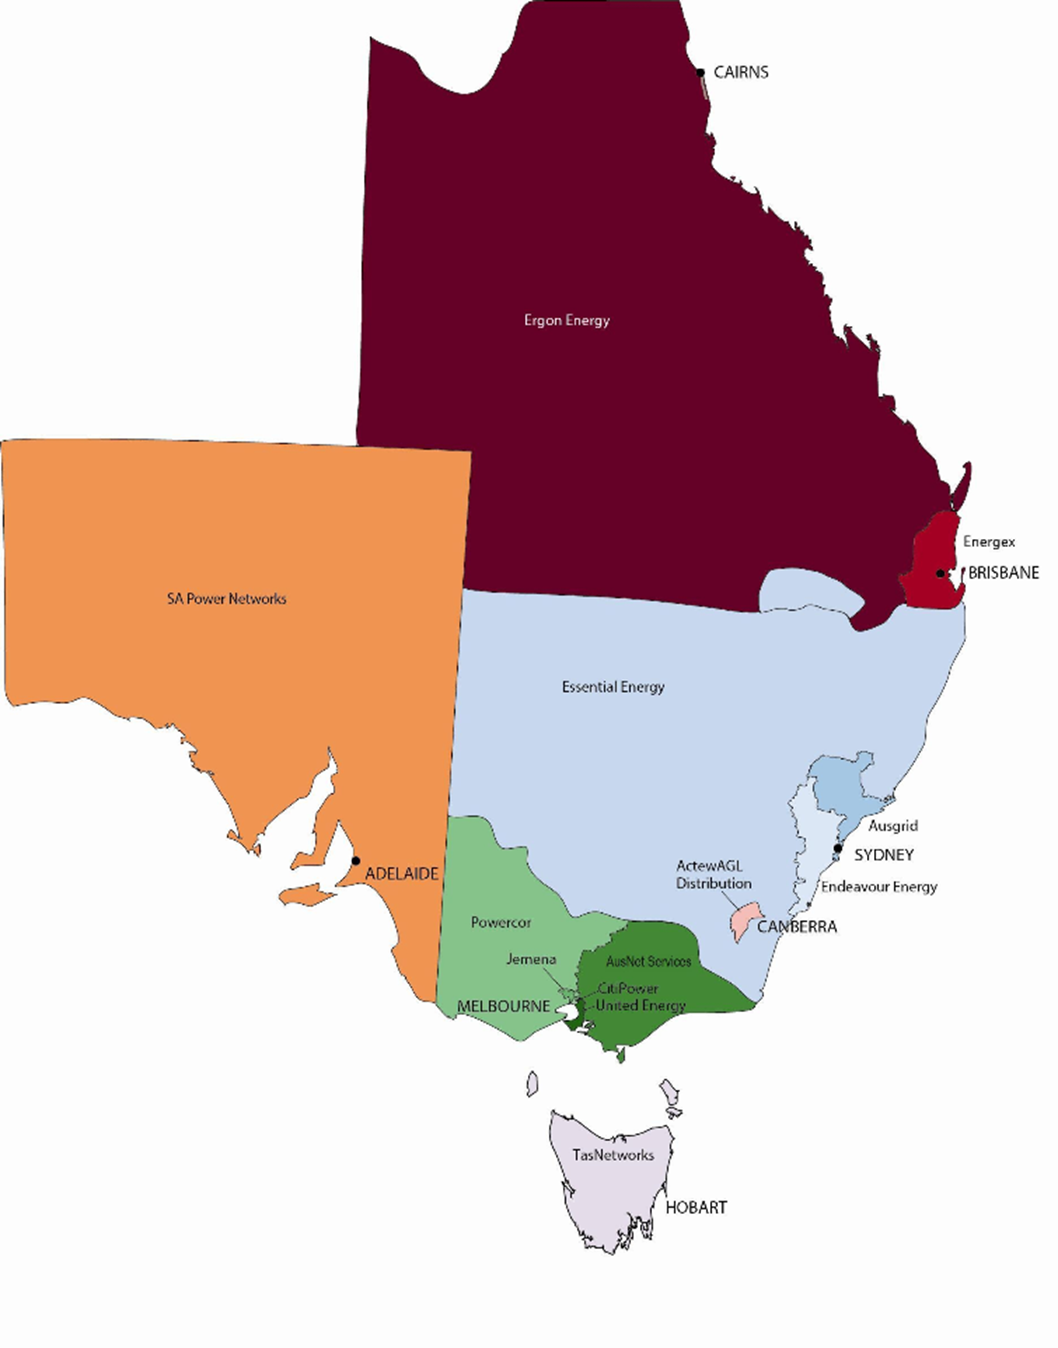 CAIRNS
Ergon Energy
Energex
BRISBANE
SA Power Networks
Essential Energy
Ausgrid
SYDNEY
ActewAGL
Distribution
ADELAIDE
Endeavour Energy
CANBERRA
Powercor
Jemena
AusNet Services
CitiPower
MELBOURNE
United Energy
TasNetworks
HOBART